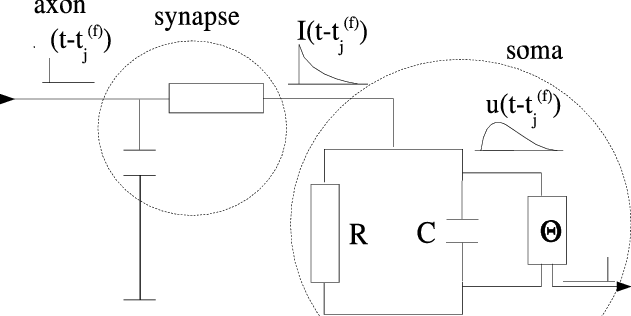 axon
synapse
(t-t_j^(f))
I(t-t_j^(f))
soma
u(t-t_j^(f))
R
C
Θ